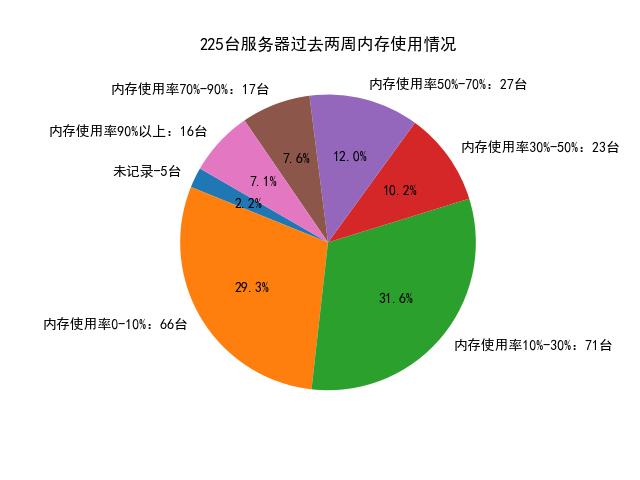 225台服务器过去两周内存使用情况
内存使用率70%-90%：17台
内存使用率50%-70%：27台
内存使用率90%以上：16台
内存使用率30%-50%：23台
未记录-5台
7.6%
12.0%
7.1%
10.2%
2.2%
29.3%
31.6%
内存使用率0-10%：66台
内存使用率10%-30%：71台